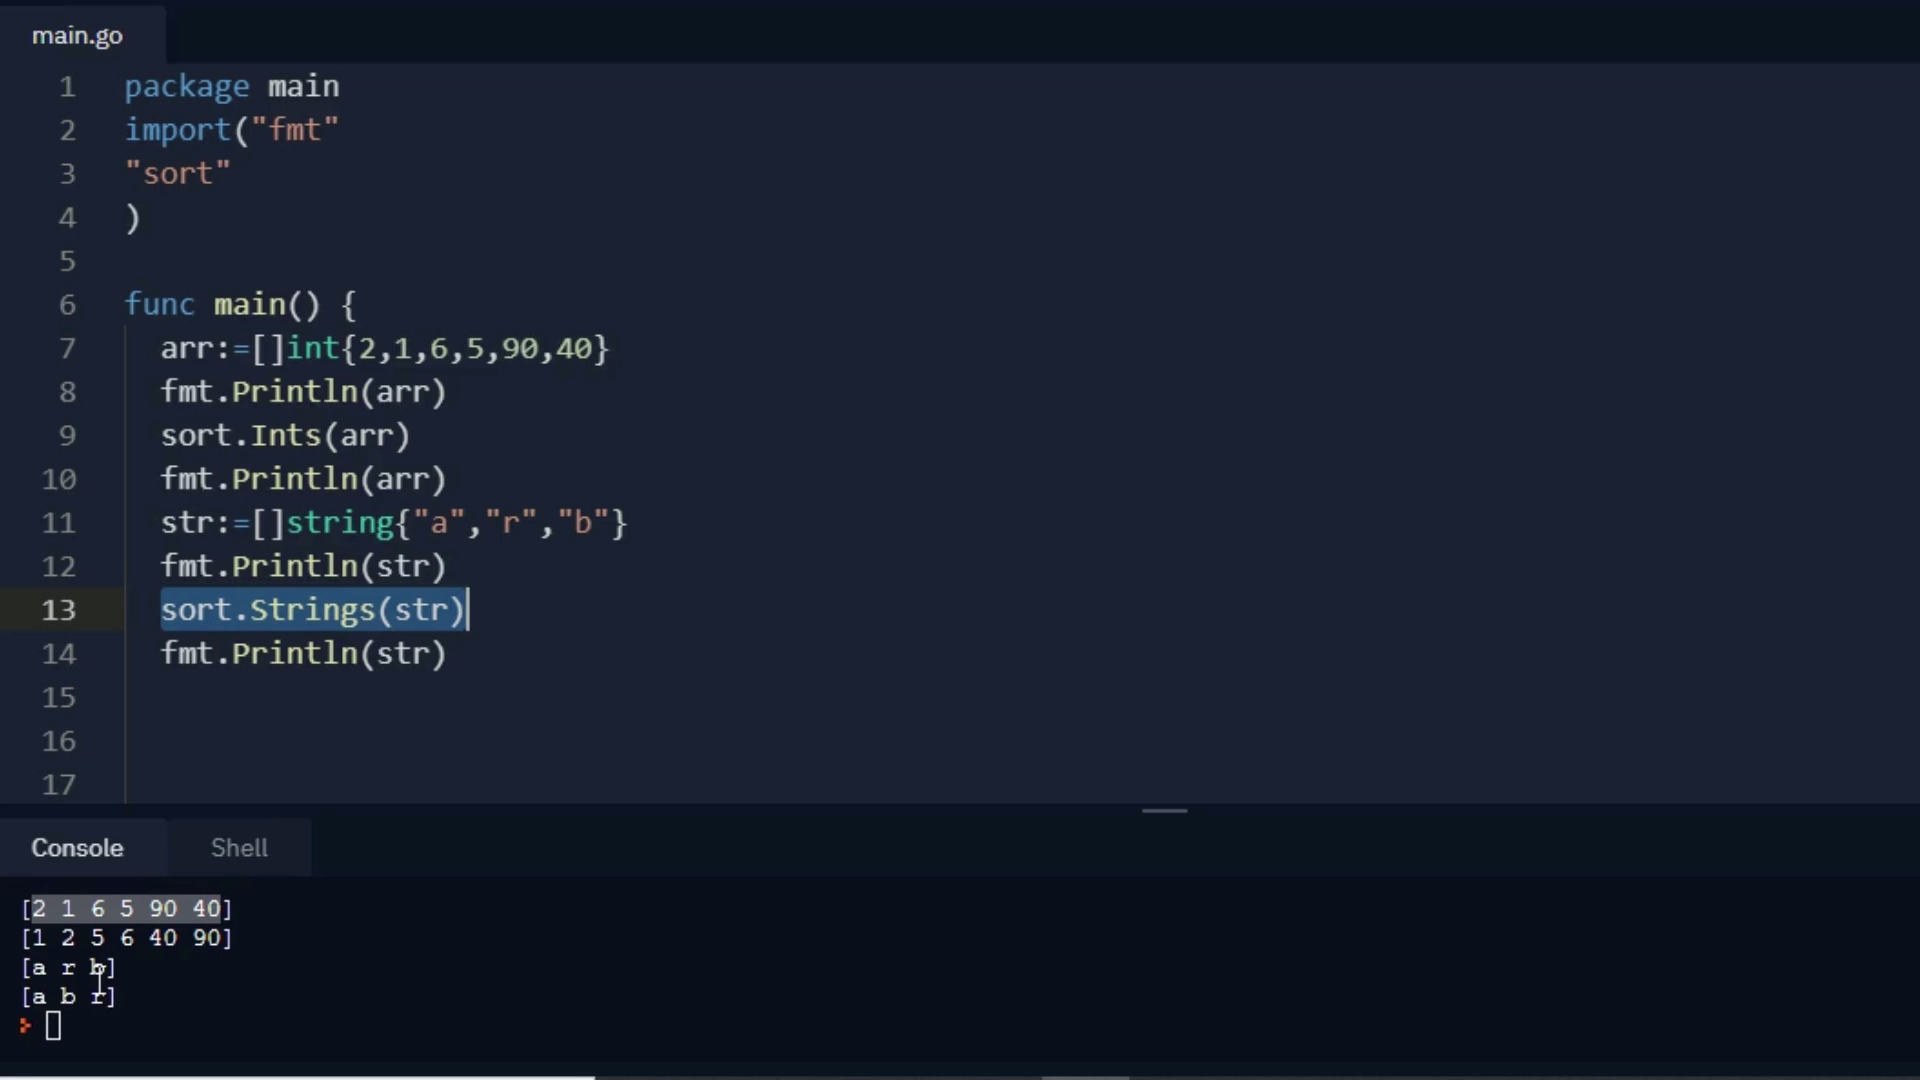 main.go
1 package main
2 import("fmt"
3 "sort"
4 )
5
6 func main() {
7 arr:=[]int{2,1,6,5,90,40}
8 fmt.Println(arr)
9 sort.Ints(arr)
10 fmt.Println(arr)
11 str:=[]string{"a","r","b"}
12 fmt.Println(str)
13 sort.Strings(str)
14 fmt.Println(str)
15
16
17
Console Shell
[2 1 6 5 90 40]
[1 2 5 6 40 90]
[a r b]
[a b r]